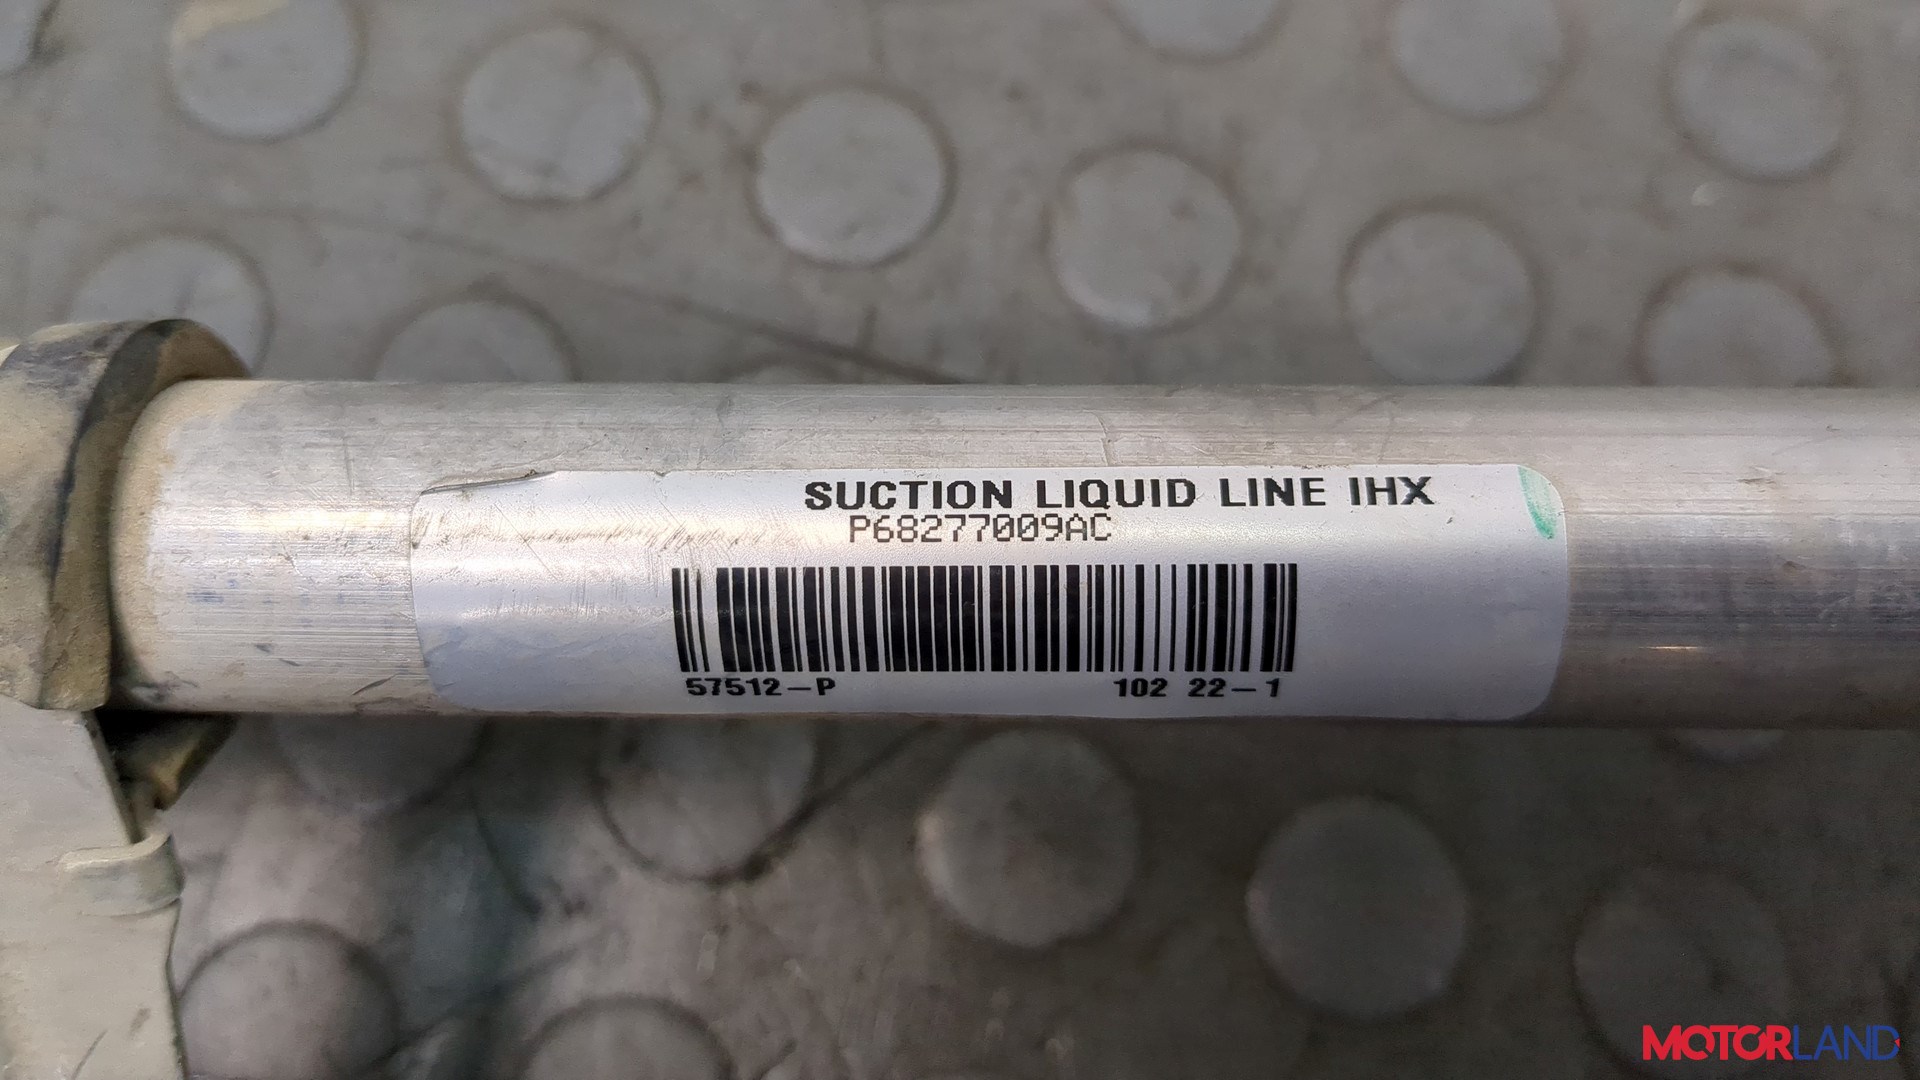 SUCTION LIQUID LINE IHX
P68277009AC
57512-P 102 22-1
MOTORLAND